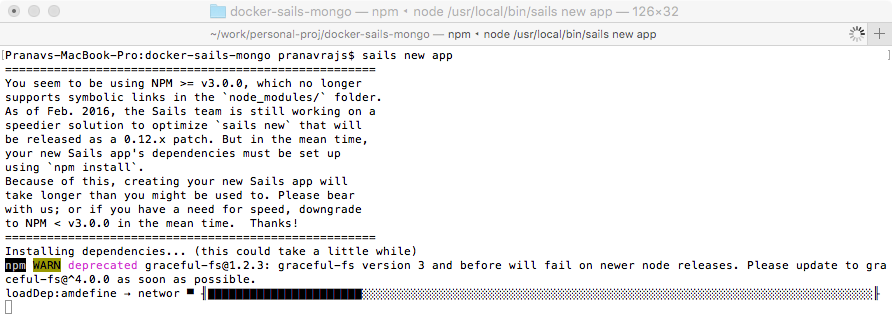 docker-sails-mongo — npm ◂ node /usr/local/bin/sails new app — 126×32
~/work/personal-proj/docker-sails-mongo — npm ◂ node /usr/local/bin/sails new app
+
[Pranavs-MacBook-Pro:docker-sails-mongo pranavrajs$ sails new app ]
======================================================
You seem to be using NPM >= v3.0.0, which no longer
supports symbolic links in the `node_modules/` folder.
As of Feb. 2016, the Sails team is still working on a
speedier solution to optimize `sails new` that will
be released as a 0.12.x patch. But in the mean time,
your new Sails app's dependencies must be set up
using `npm install`.
Because of this, creating your new Sails app will
take longer than you might be used to. Please bear
with us; or if you have a need for speed, downgrade
to NPM < v3.0.0 in the mean time.  Thanks!
======================================================
Installing dependencies... (this could take a little while)
npm WARN deprecated graceful-fs@1.2.3: graceful-fs version 3 and before will fail on newer node releases. Please update to gra
ceful-fs@^4.0.0 as soon as possible.
loadDep:amdefine → networ